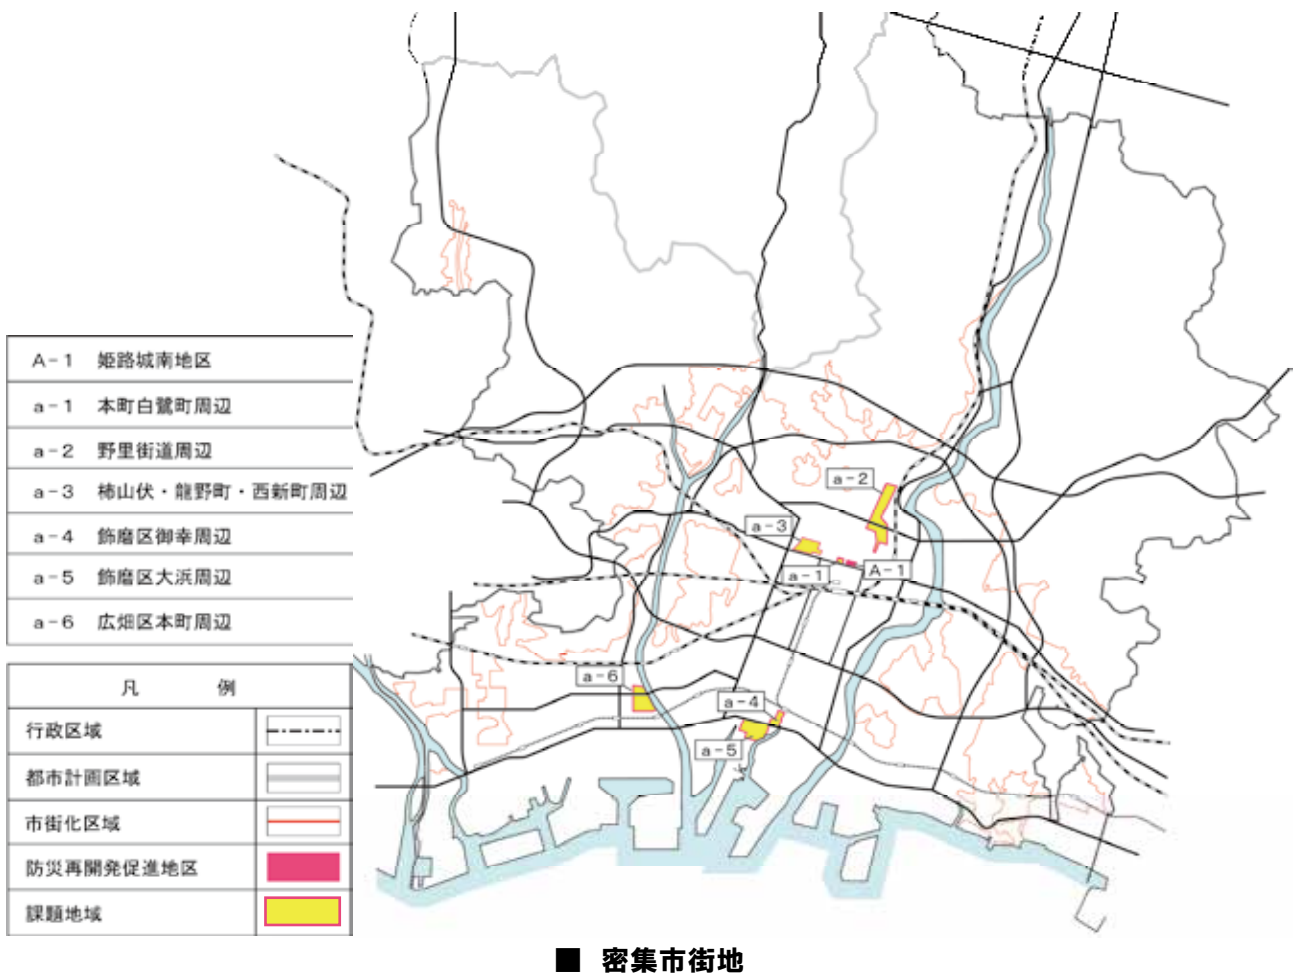 A-1 姫路城南地区
a-1 本町白鷺町周辺
a-2 野里街道周辺
a-3 柿山伏・龍野町・西新町周辺
a-4 飾磨区御幸周辺
a-5 飾磨区大浜周辺
a-6 広畑区本町周辺
凡 例
行政区域
都市計画区域
市街化区域
防災再開発促進地区
課題地域
a-2
a-3
a-1
A-1
a-6
a-4
a-5
■ 密集市街地